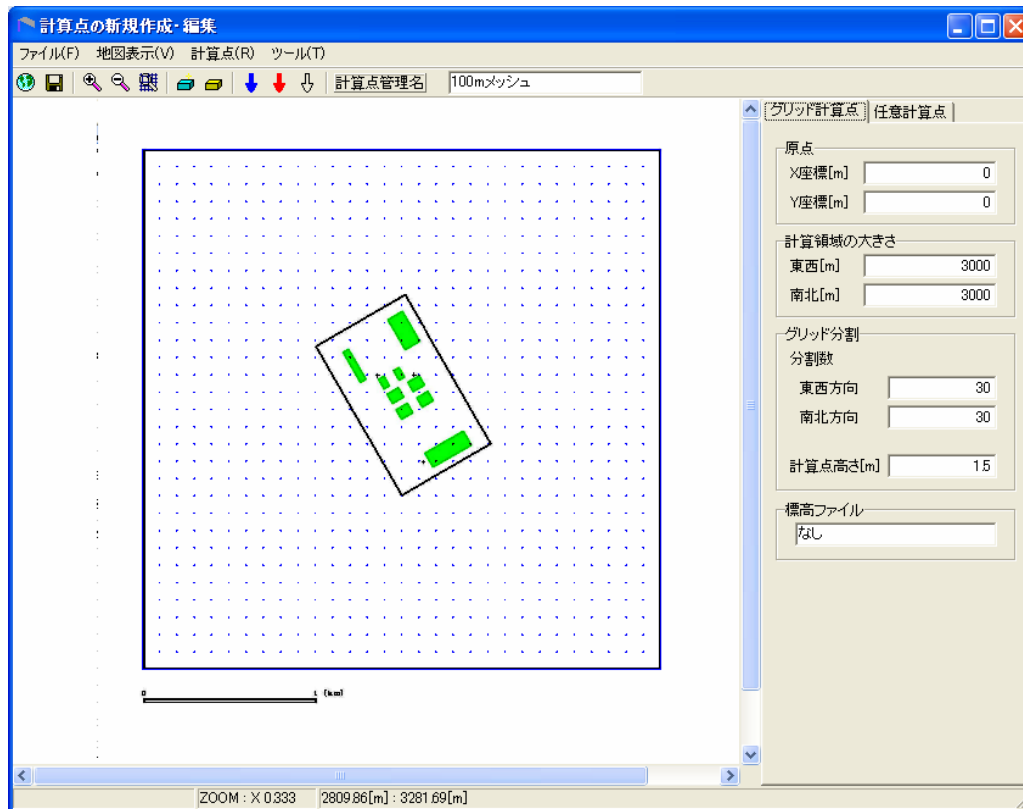 計算点の新規作成・編集
ファイル(F) 地図表示(V) 計算点(R) ツール(T)
計算点管理名 100mメッシュ
グリッド計算点 任意計算点
原点
X座標[m] 0
Y座標[m] 0
計算領域の大きさ
東西[m] 3000
南北[m] 3000
グリッド分割
分割数
東西方向 30
南北方向 30
計算点高さ[m] 1.5
標高ファイル
なし
0 1 (km)
ZOOM : X 0.333 2809.86[m] : 3281.69[m]